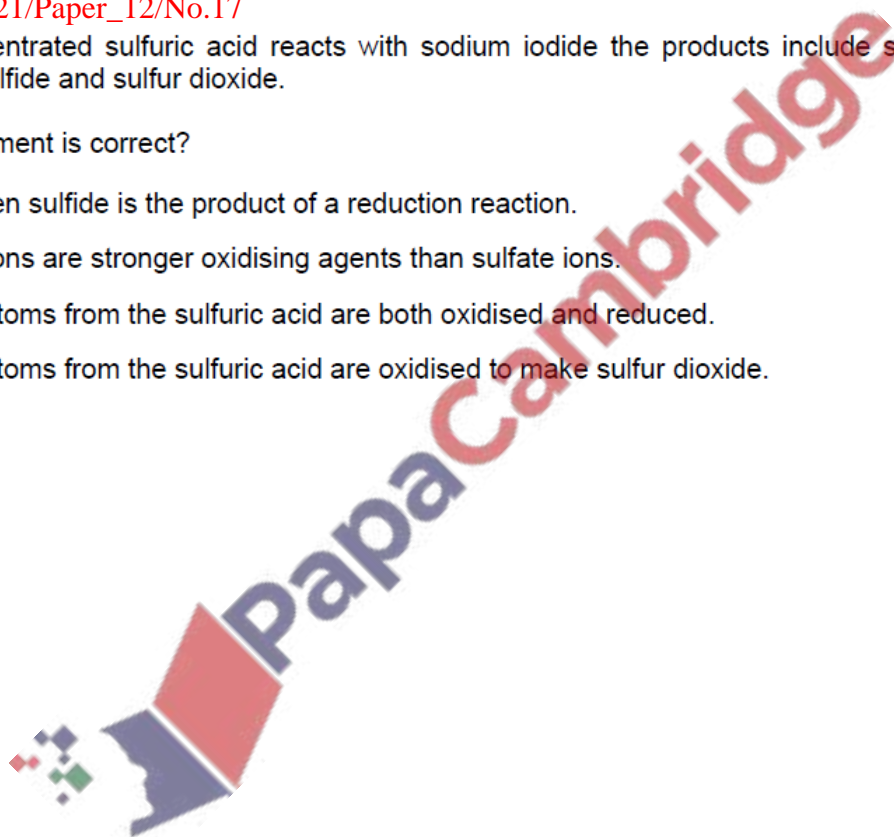 21/Paper_12/No.17
entrated sulfuric acid reacts with sodium iodide the products include s
lfide and sulfur dioxide.
ment is correct?
en sulfide is the product of a reduction reaction.
ons are stronger oxidising agents than sulfate ions.
toms from the sulfuric acid are both oxidised and reduced.
toms from the sulfuric acid are oxidised to make sulfur dioxide.
PapaCambridge